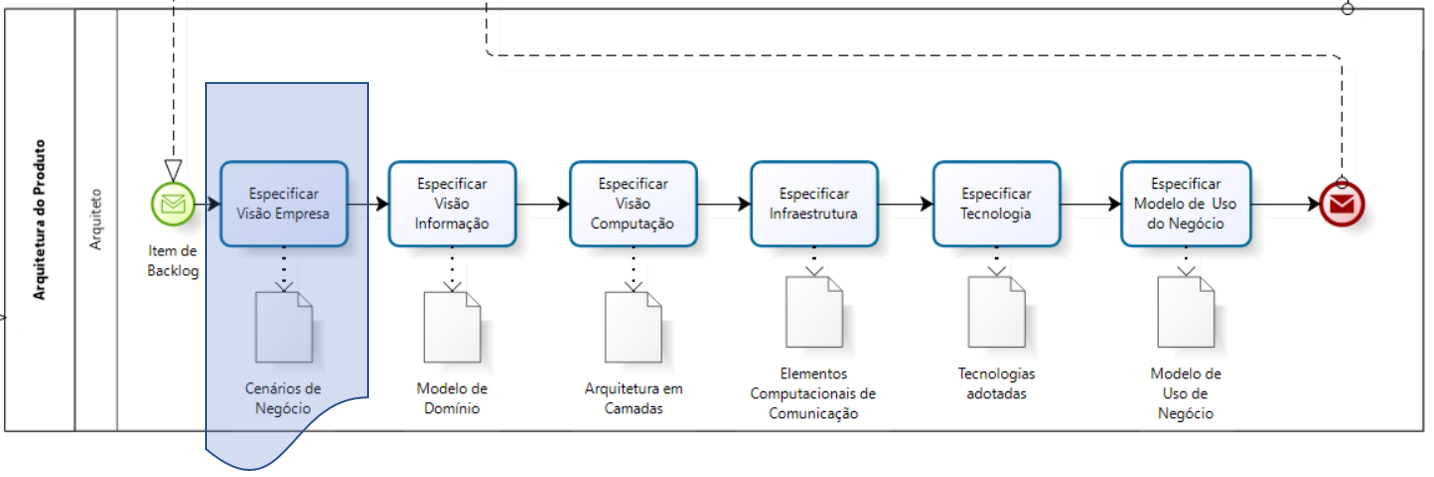 Arquitetura do Produto
Arquiteto
Item de
Backlog
Especificar
Visão Empresa
Especificar
Visão
Informação
Especificar
Visão
Computação
Especificar
Infraestrutura
Especificar
Tecnologia
Especificar
Modelo de Uso
do Negócio
Cenários de
Negócio
Modelo de
Domínio
Arquitetura em
Camadas
Elementos
Computacionais de
Comunicação
Tecnologias
adotadas
Modelo de
Uso de
Negócio